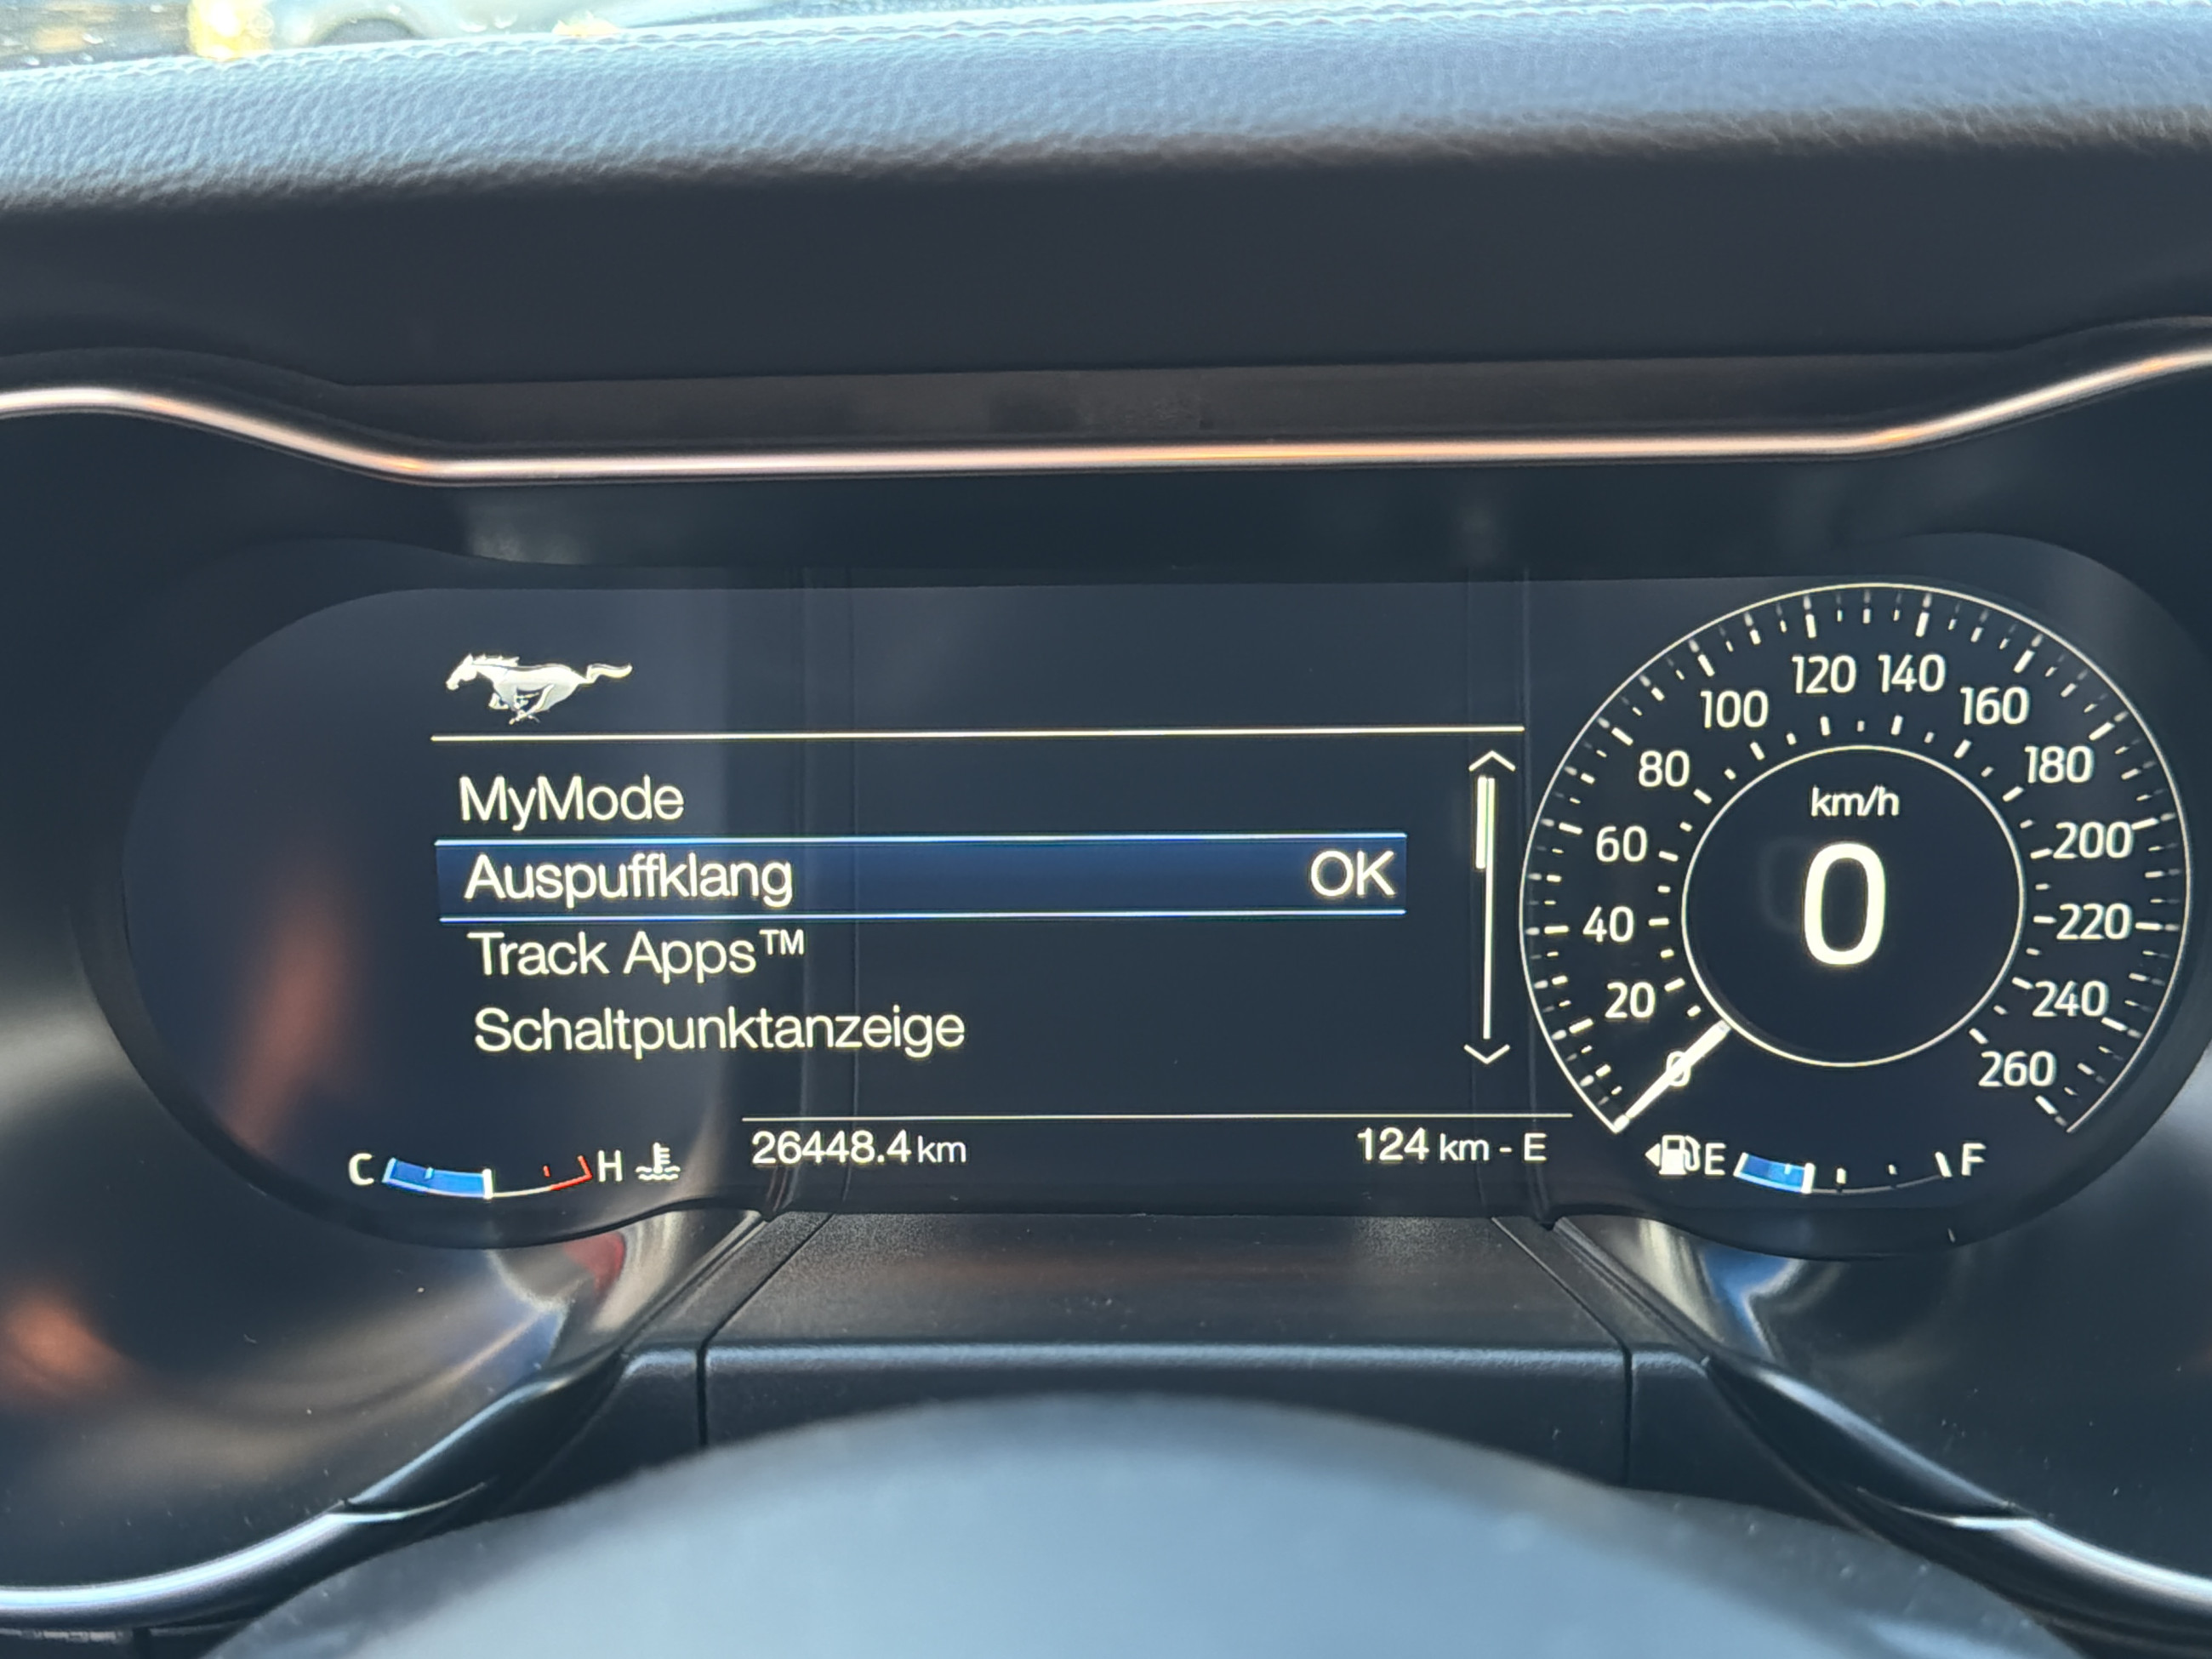 MyMode
Auspuffklang OK
Track Apps™
Schaltpunktanzeige
C H
26448.4 km
124 km - E
E F
km/h
0
0
20
40
60
80
100
120
140
160
180
200
220
240
260